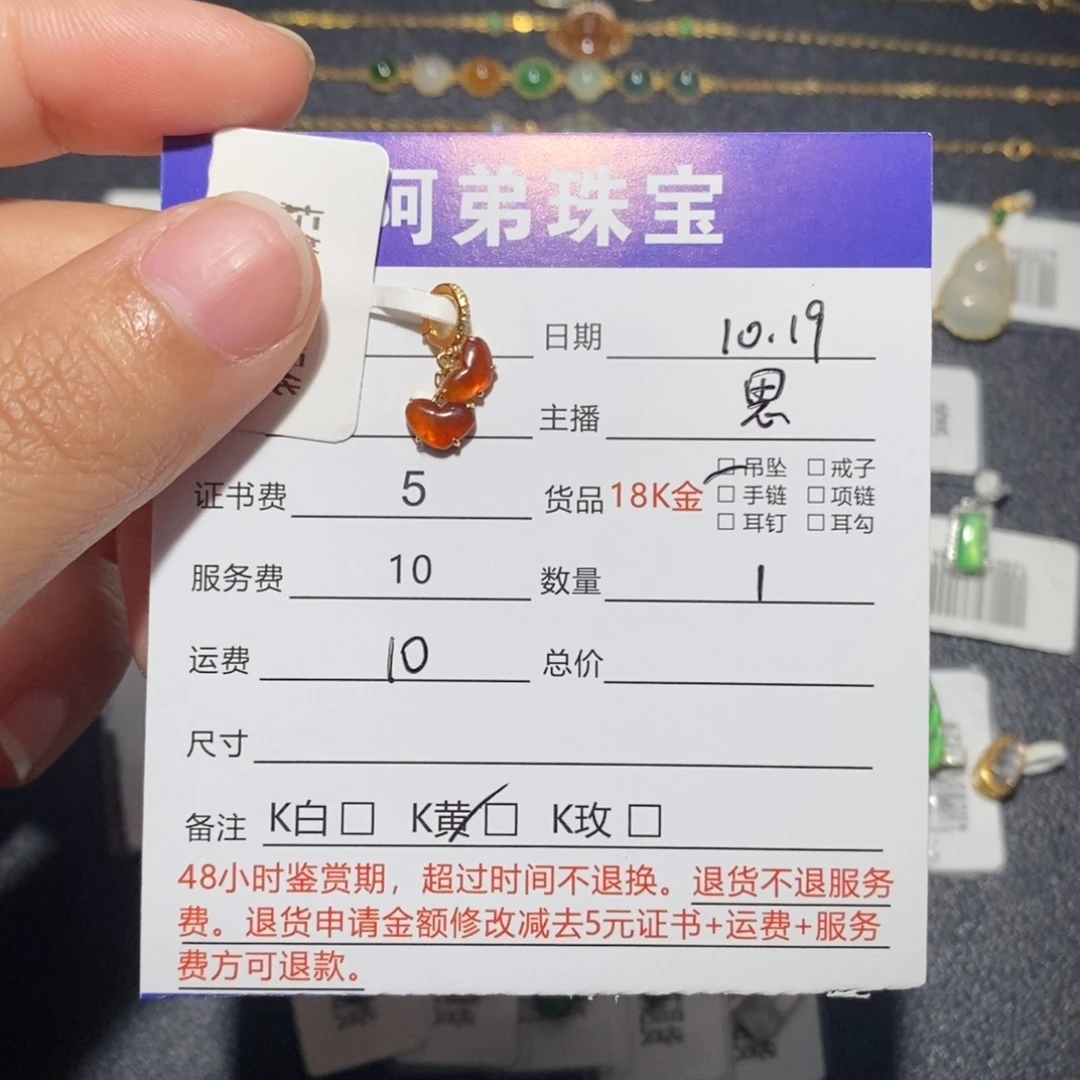 阿弟珠宝
日期 10.19
主播 思
证书费 5 货品 18K金 □吊坠 □戒子
□手链 □项链
□耳钉 □耳勾
服务费 10 数量 1
运费 10 总价
尺寸
备注 K白□ K黄□ K玫□
48小时鉴赏期，超过时间不退换。退货不退服务
费。退货申请金额修改减去5元证书+运费+服务
费方可退款。